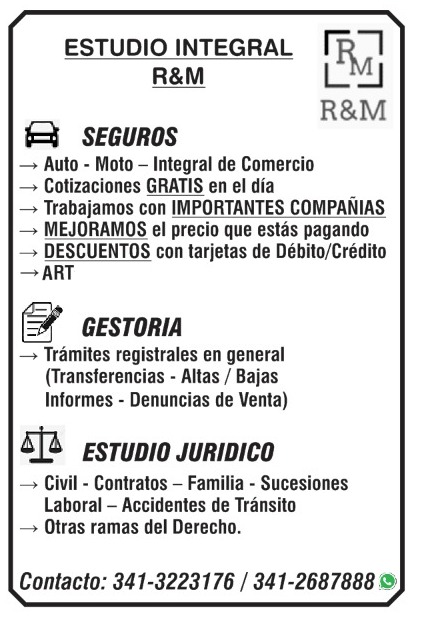 ESTUDIO INTEGRAL
R&M
RM
R&M
SEGUROS
→ Auto - Moto – Integral de Comercio
→ Cotizaciones GRATIS en el día
→ Trabajamos con IMPORTANTES COMPAÑIAS
→ MEJORAMOS el precio que estás pagando
→ DESCUENTOS con tarjetas de Débito/Crédito
→ ART
GESTORIA
→ Trámites registrales en general
(Transferencias - Altas / Bajas
Informes - Denuncias de Venta)
ESTUDIO JURIDICO
→ Civil - Contratos – Familia - Sucesiones
Laboral – Accidentes de Tránsito
→ Otras ramas del Derecho.
Contacto: 341-3223176 / 341-2687888